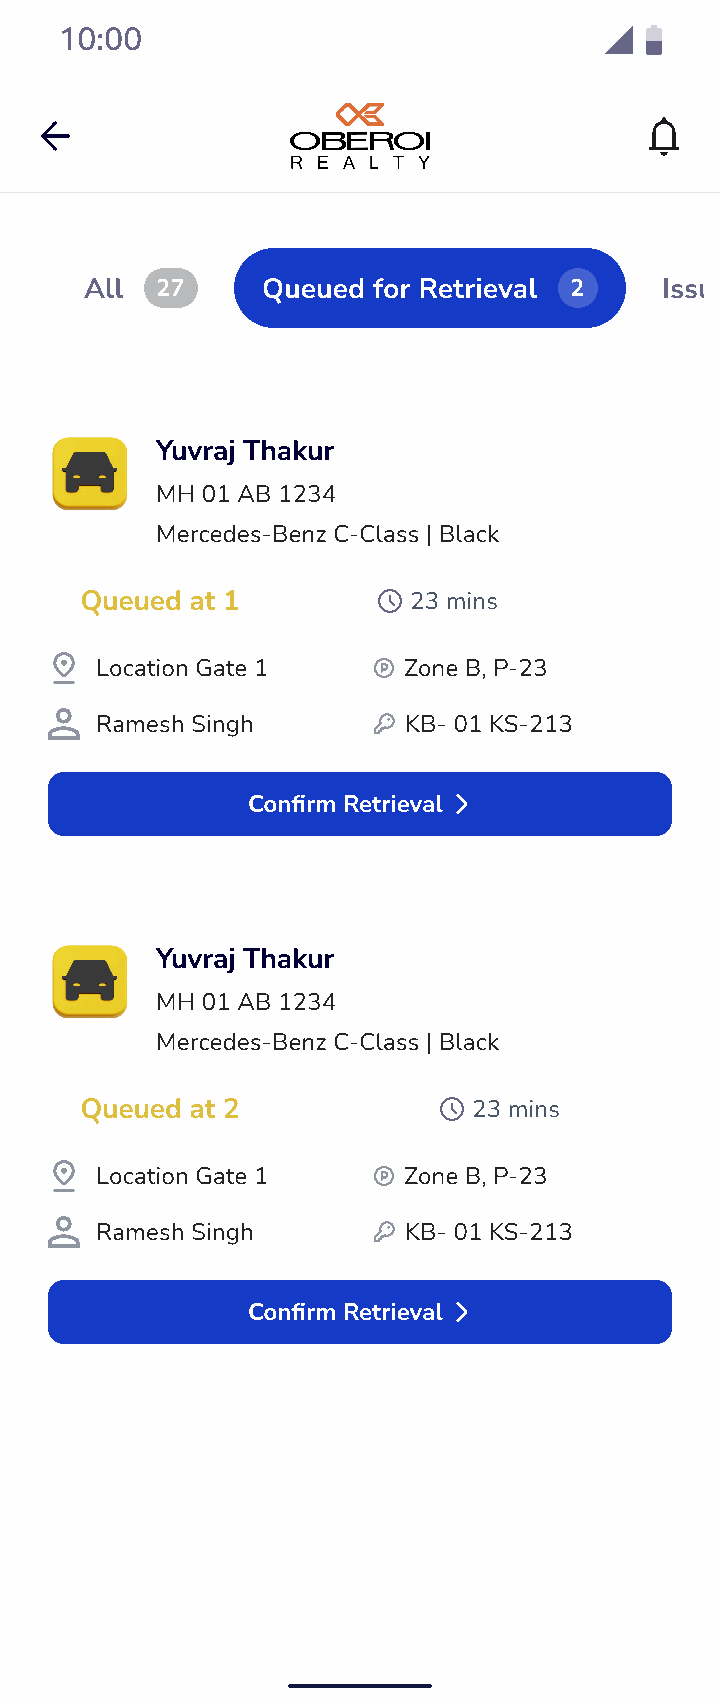 10:00
OBEROI
REALTY
All 27 Queued for Retrieval 2 Issu
Yuvraj Thakur
MH 01 AB 1234
Mercedes-Benz C-Class | Black
Queued at 1 23 mins
Location Gate 1 Zone B, P-23
Ramesh Singh KB- 01 KS-213
Confirm Retrieval
Yuvraj Thakur
MH 01 AB 1234
Mercedes-Benz C-Class | Black
Queued at 2 23 mins
Location Gate 1 Zone B, P-23
Ramesh Singh KB- 01 KS-213
Confirm Retrieval